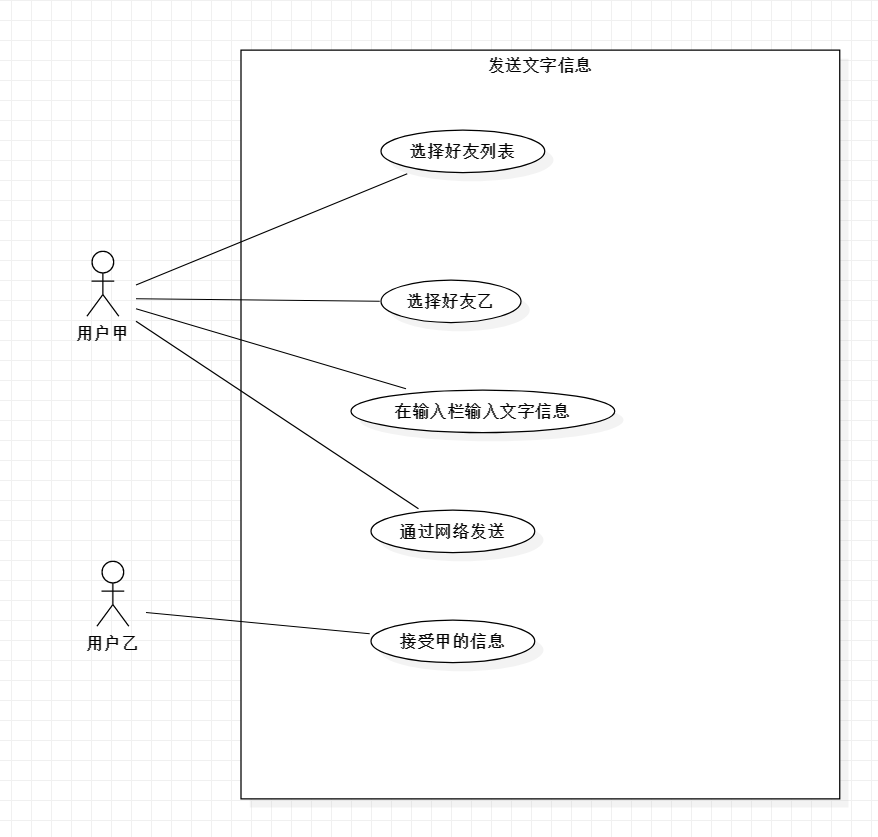 发送文字信息
选择好友列表
选择好友乙
用户甲
在输入栏输入文字信息
通过网络发送
用户乙
接受甲的信息